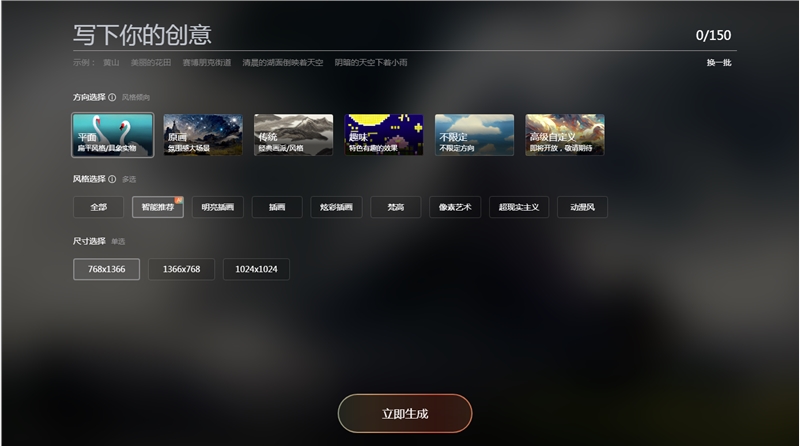 写下你的创意
0/150
示例： 黄山 美丽的花田 赛博朋克街道 清晨的湖面倒映着天空 阴暗的天空下着小雨 换一批
方向选择 风格倾向
平面 原画 传统 趣味 不限定 高级自定义
扁平风格/具象实物 氛围感大场景 经典画派/风格 特色有趣的效果 不限定方向 即将开放，敬请期待
风格选择 多选
全部 智能推荐 明亮插画 插画 炫彩插画 梵高 像素艺术 超现实主义 动漫风
尺寸选择 单选
768x1366 1366x768 1024x1024
立即生成